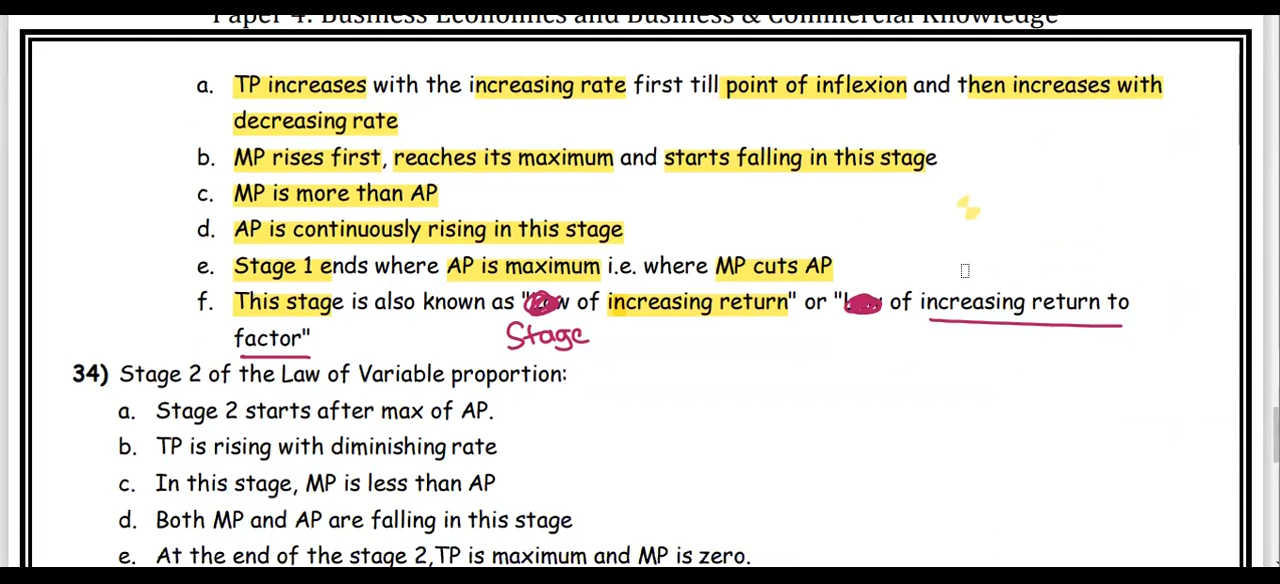 Paper 4: Business Economics and Business & Commercial Knowledge
a. TP increases with the increasing rate first till point of inflexion and then increases with
decreasing rate
b. MP rises first, reaches its maximum and starts falling in this stage
c. MP is more than AP
d. AP is continuously rising in this stage
e. Stage 1 ends where AP is maximum i.e. where MP cuts AP
f. This stage is also known as " of increasing return" or " of increasing return to
factor"
Stage
34) Stage 2 of the Law of Variable proportion:
a. Stage 2 starts after max of AP.
b. TP is rising with diminishing rate
c. In this stage, MP is less than AP
d. Both MP and AP are falling in this stage
e. At the end of the stage 2,TP is maximum and MP is zero.